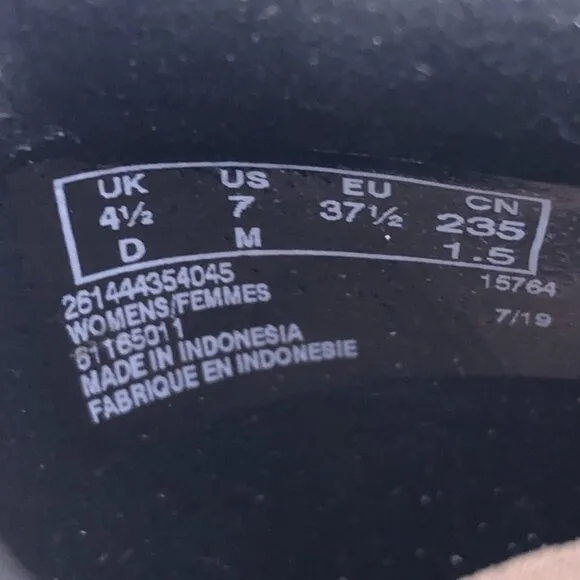 UK US EU CN
4½ 7 37½ 235
D M 1.5
261444354045 15764
WOMENS/FEMMES 7/19
61165011
MADE IN INDONESIA
FABRIQUE EN INDONESIE